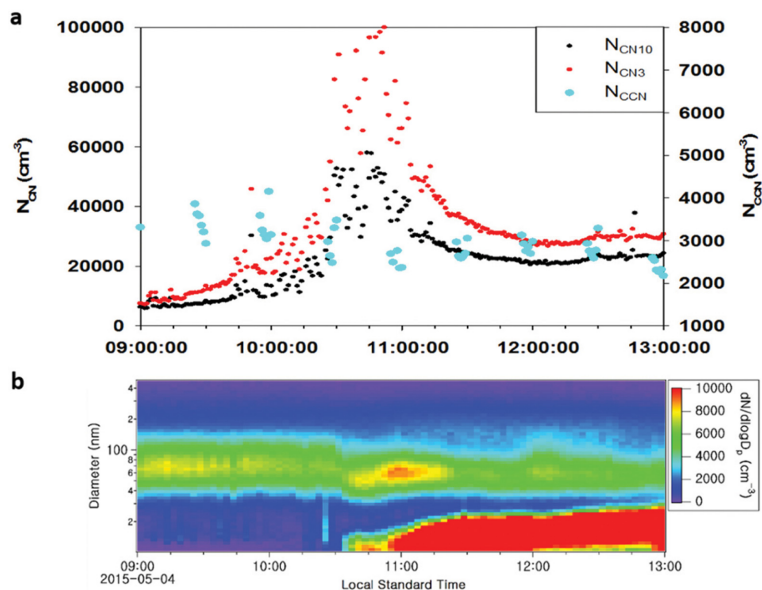 a
100000
80000
60000
40000
20000
0
N_CN (cm⁻³)
8000
7000
6000
5000
4000
3000
2000
1000
N_CCN (cm⁻³)
N_CN10
N_CN3
N_CCN
09:00:00 10:00:00 11:00:00 12:00:00 13:00:00
b
Diameter (nm)
4
2
100
8
6
4
2
10000
8000
6000
4000
2000
0
dN/dlogD_p (cm⁻³)
09:00 10:00 11:00 12:00 13:00
2015-05-04
Local Standard Time